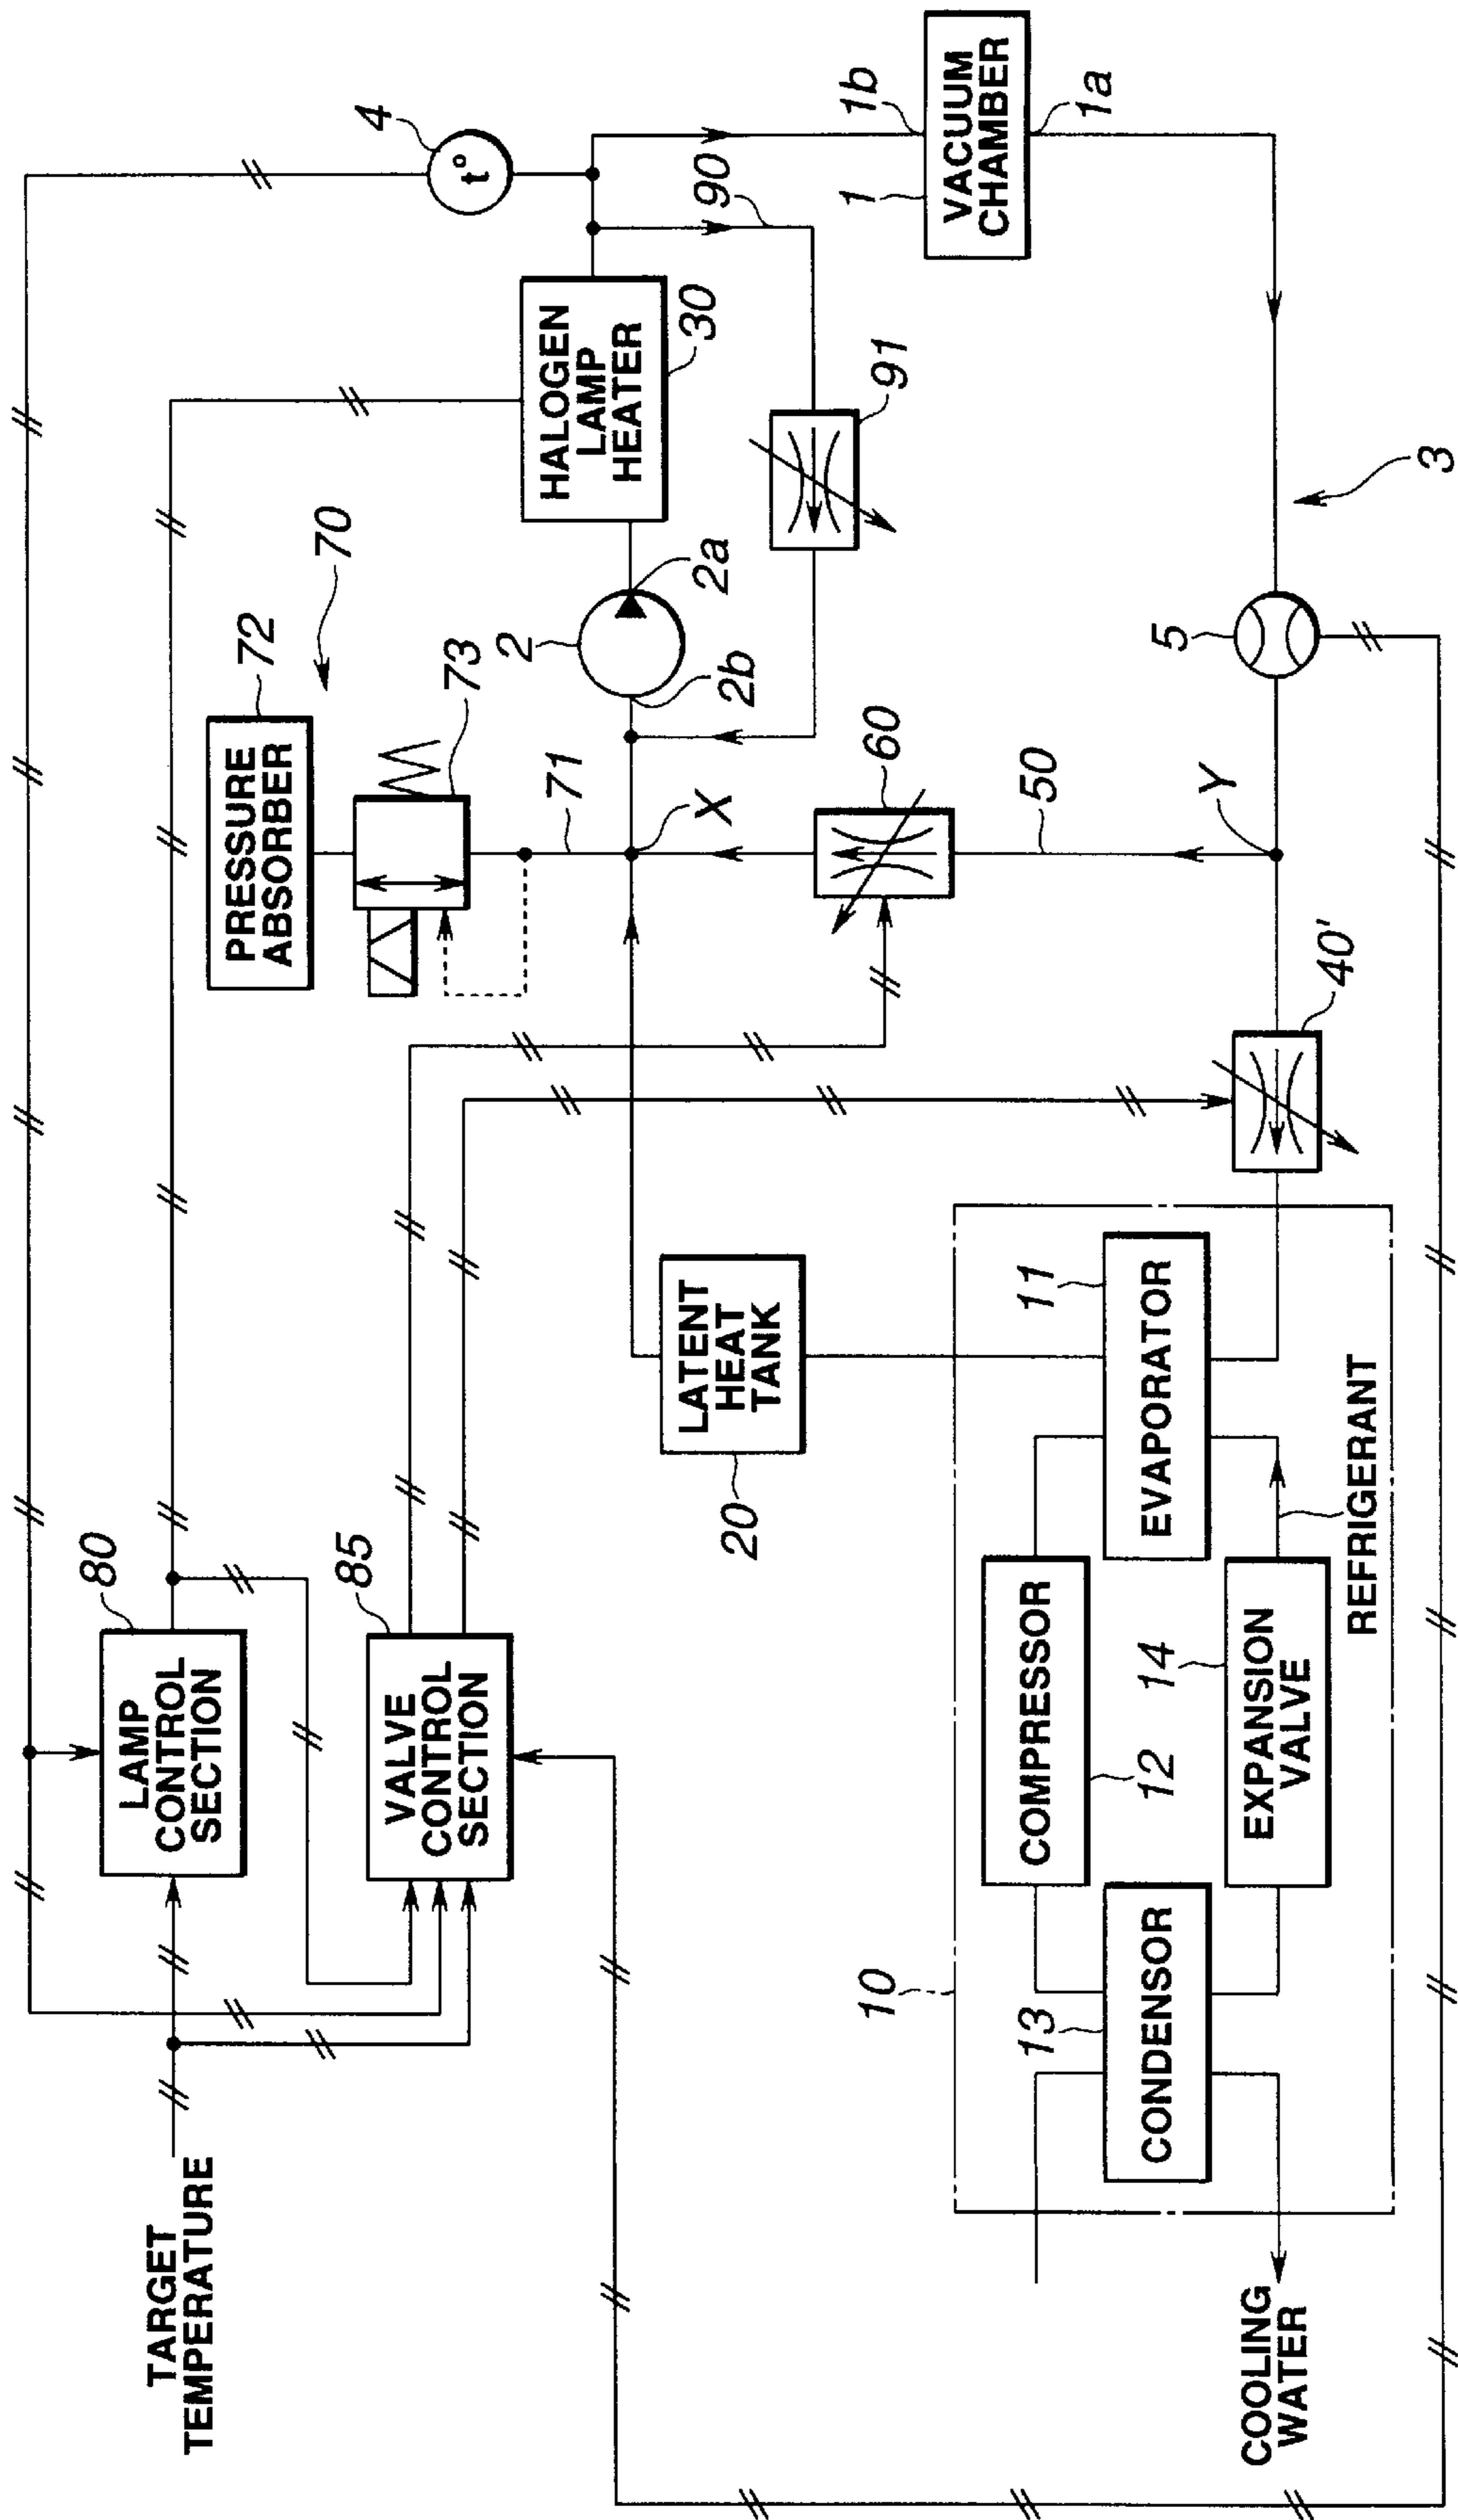 TARGET
TEMPERATURE
80
LAMP
CONTROL
SECTION
85
VALVE
CONTROL
SECTION
PRESSURE
ABSORBER
72
70
73
71
X
2
2a
2b
HALOGEN
LAMP
HEATER
30
4
t°
90
91
1b
1
VACUUM
CHAMBER
1a
3
5
60
50
Y
40'
LATENT
HEAT
TANK
20
10
11
EVAPORATOR
COMPRESSOR
12
13
CONDENSOR
14
EXPANSION
VALVE
REFRIGERANT
COOLING
WATER